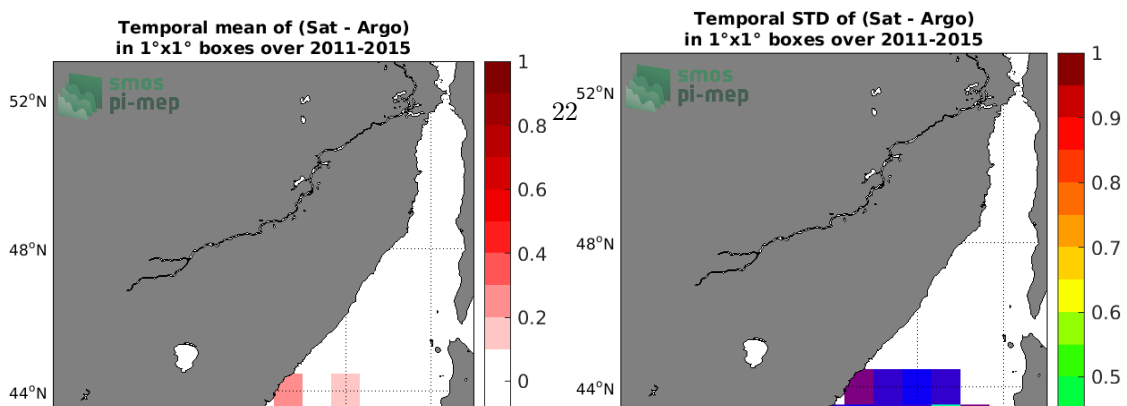 Temporal mean of (Sat - Argo)
in 1°x1° boxes over 2011-2015
smos
pi-mep
52°N
48°N
44°N
1
0.8
0.6
0.4
0.2
0
22
Temporal STD of (Sat - Argo)
in 1°x1° boxes over 2011-2015
smos
pi-mep
52°N
48°N
44°N
1
0.9
0.8
0.7
0.6
0.5